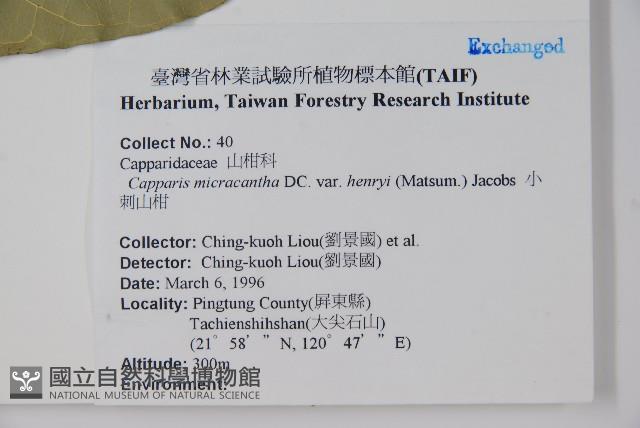 Exchanged
臺灣省林業試驗所植物標本館(TAIF)
Herbarium, Taiwan Forestry Research Institute
Collect No.: 40
Capparidaceae 山柑科
Capparis micracantha DC. var. henryi (Matsum.) Jacobs 小
刺山柑
Collector: Ching-kuoh Liou(劉景國) et al.
Detector: Ching-kuoh Liou(劉景國)
Date: March 6, 1996
Locality: Pingtung County(屏東縣)
Tachienshihshan(大尖石山)
(21° 58’ ” N, 120° 47’ ” E)
Altitude: 300m
Environment:
國立自然科學博物館
NATIONAL MUSEUM OF NATURAL SCIENCE